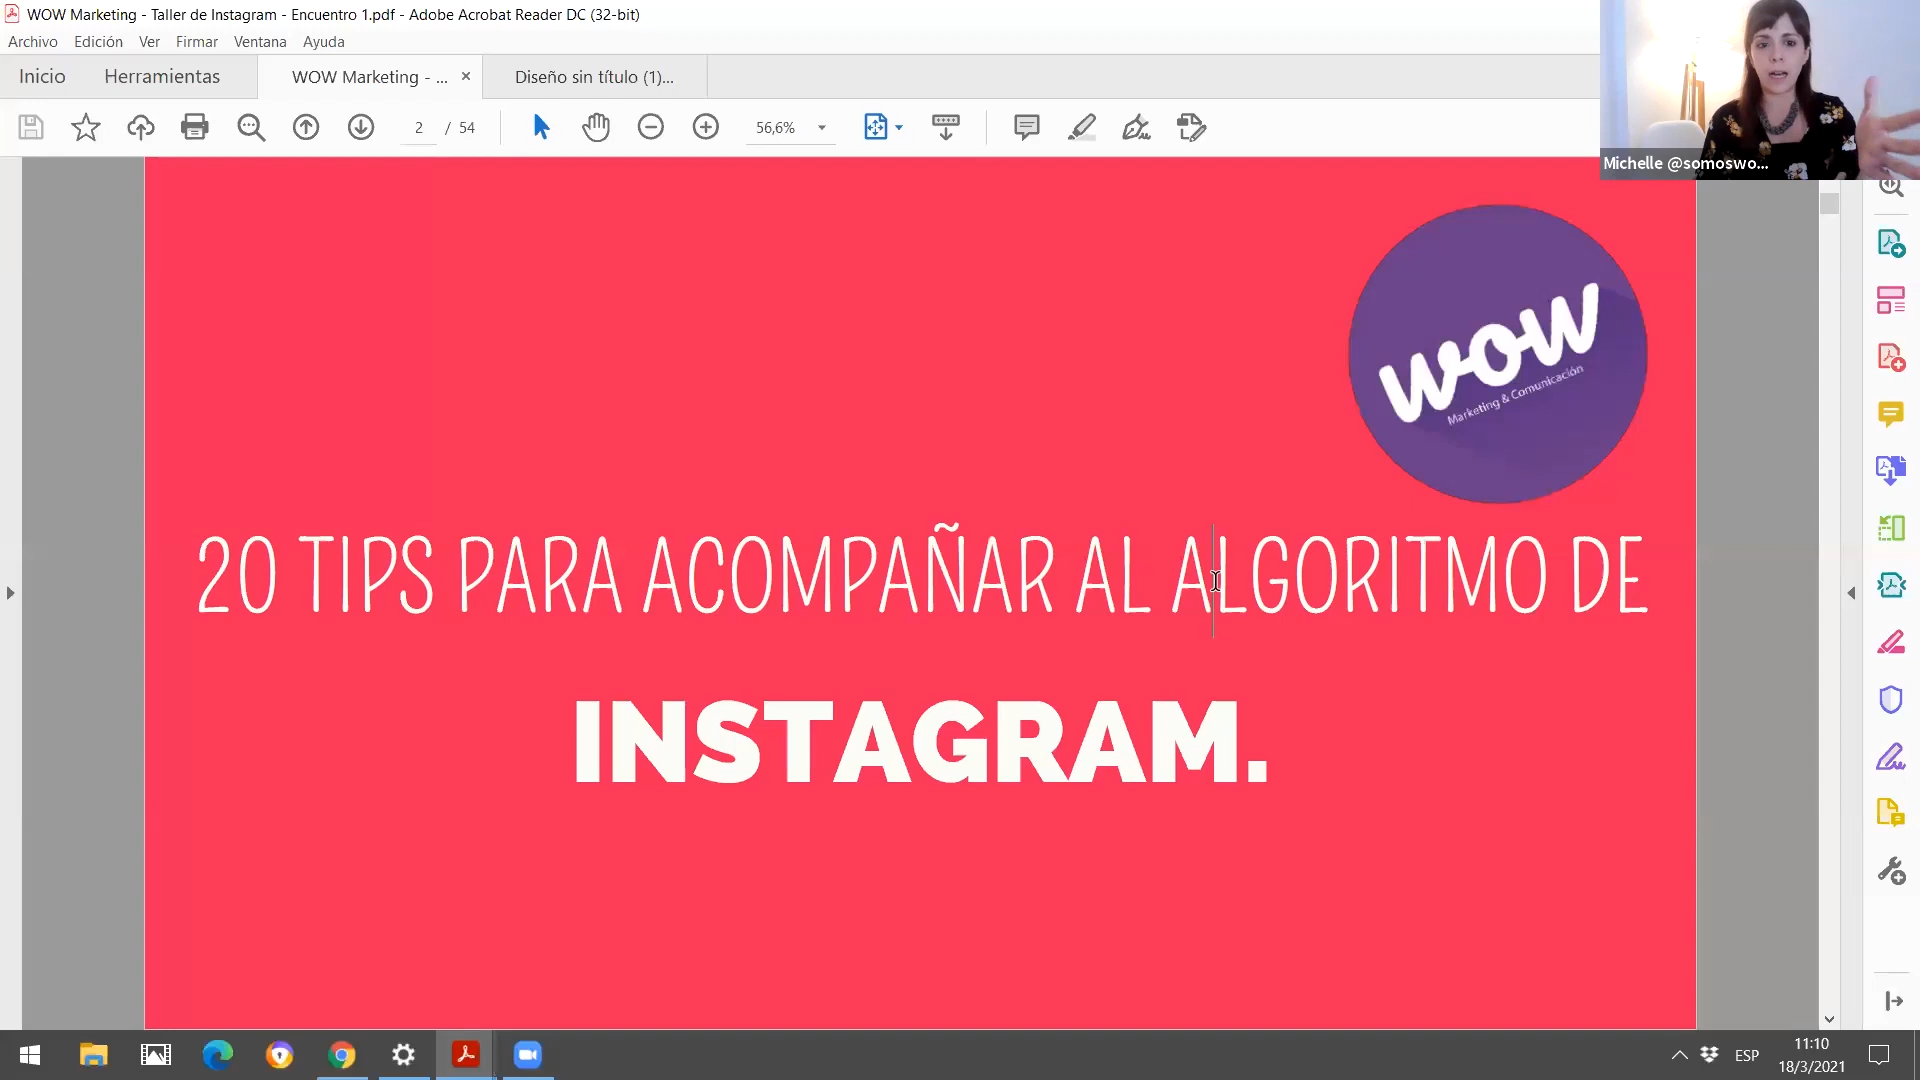 WOW Marketing - Taller de Instagram - Encuentro 1.pdf - Adobe Acrobat Reader DC (32-bit)
Archivo Edición Ver Firmar Ventana Ayuda
Inicio Herramientas WOW Marketing - ... × Diseño sin título (1)...
2 / 54 56,6%
Michelle @somoswo...
wow
Marketing & Comunicación
20 TIPS PARA ACOMPAÑAR AL ALGORITMO DE
INSTAGRAM.
ESP
11:10
18/3/2021